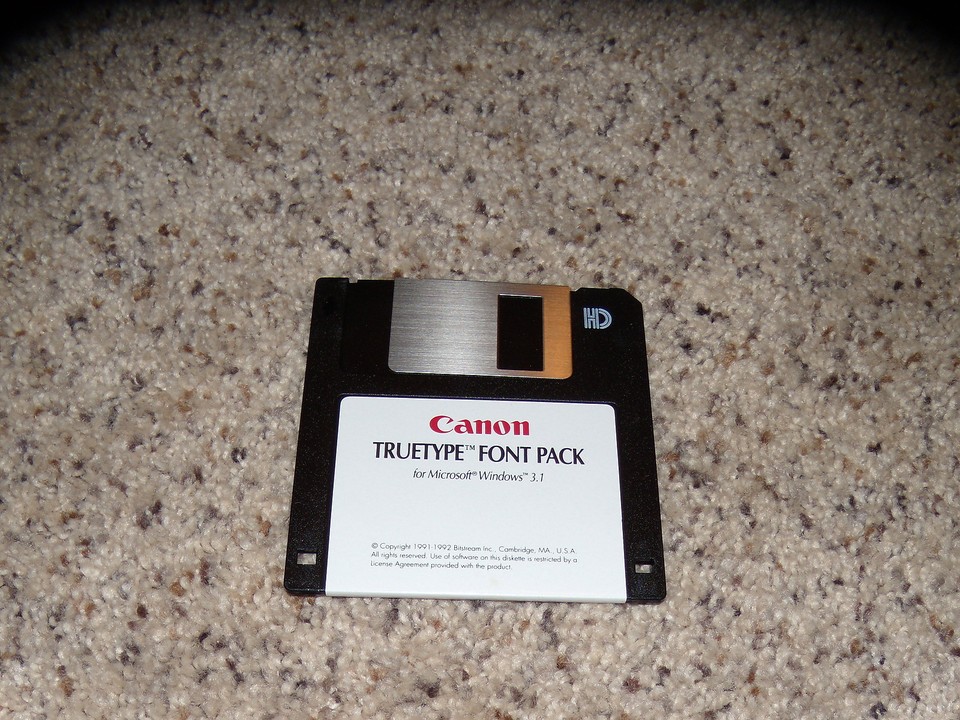 HD
Canon
TRUETYPE™ FONT PACK
for Microsoft® Windows™ 3.1
© Copyright 1991-1992 Bitstream Inc., Cambridge, MA, U.S.A.
All rights reserved. Use of software on this diskette is restricted by a
License Agreement provided with the product.